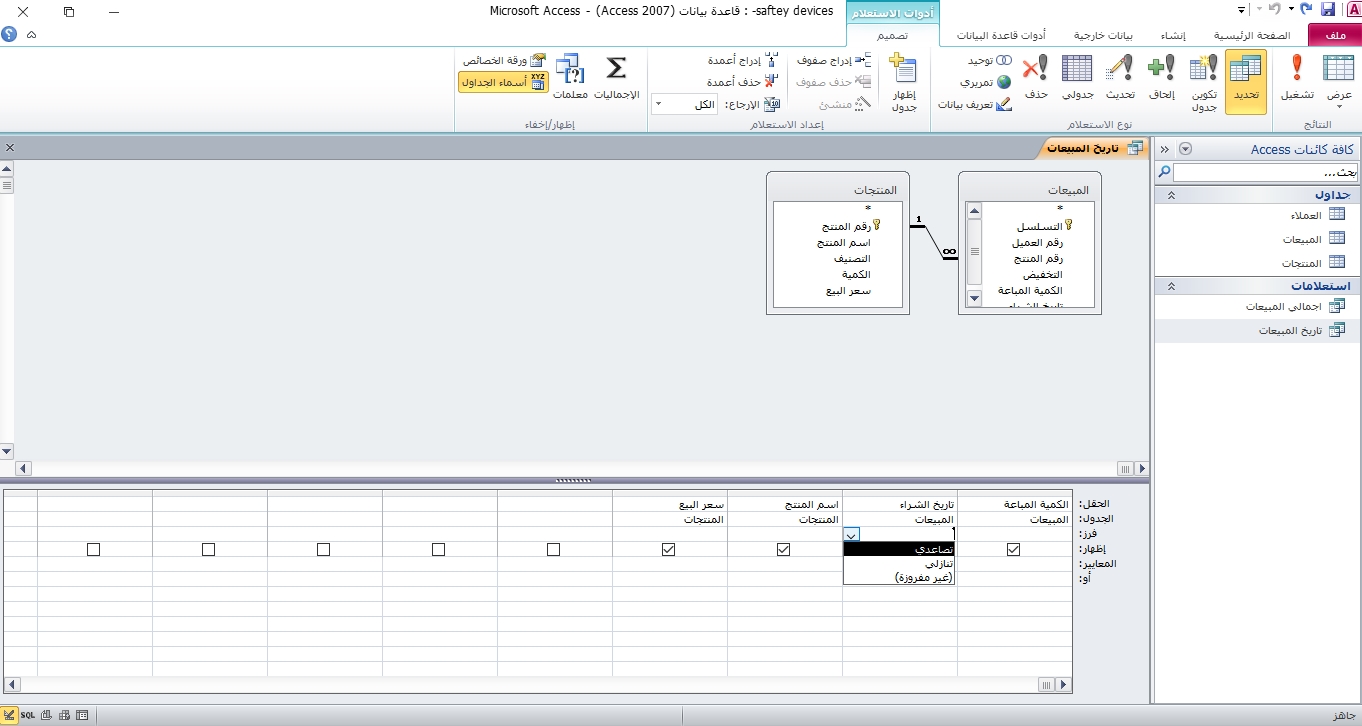 saftey devices- : قاعدة بيانات (Access 2007) - Microsoft Access
أدوات الاستعلام
ملف
الصفحة الرئيسية
إنشاء
بيانات خارجية
أدوات قاعدة البيانات
تصميم
عرض
تشغيل
النتائج
تحديد
تكوين جدول
إلحاق
تحديث
جدولي
حذف
توحيد
تمريري
تعريف بيانات
نوع الاستعلام
إظهار جدول
إدراج صفوف
حذف صفوف
منشئ
إدراج أعمدة
حذف أعمدة
الإرجاع: الكل
إعداد الاستعلام
الإجماليات
معلمات
ورقة الخصائص
أسماء الجداول
إظهار/إخفاء
كافة كائنات Access
بحث...
جداول
العملاء
المبيعات
المنتجات
استعلامات
اجمالي المبيعات
تاريخ المبيعات
تاريخ المبيعات
المبيعات
*
التسلسل
رقم العميل
رقم المنتج
التخفيض
الكمية المباعة
تاريخ الشراء
∞
1
المنتجات
*
رقم المنتج
اسم المنتج
التصنيف
الكمية
سعر البيع
الحقل: الكمية المباعة تاريخ الشراء اسم المنتج سعر البيع
الجدول: المبيعات المبيعات المنتجات المنتجات
فرز:
إظهار: تصاعدي
المعايير: تنازلي
أو: (غير مفروزة)
جاهز
SQL